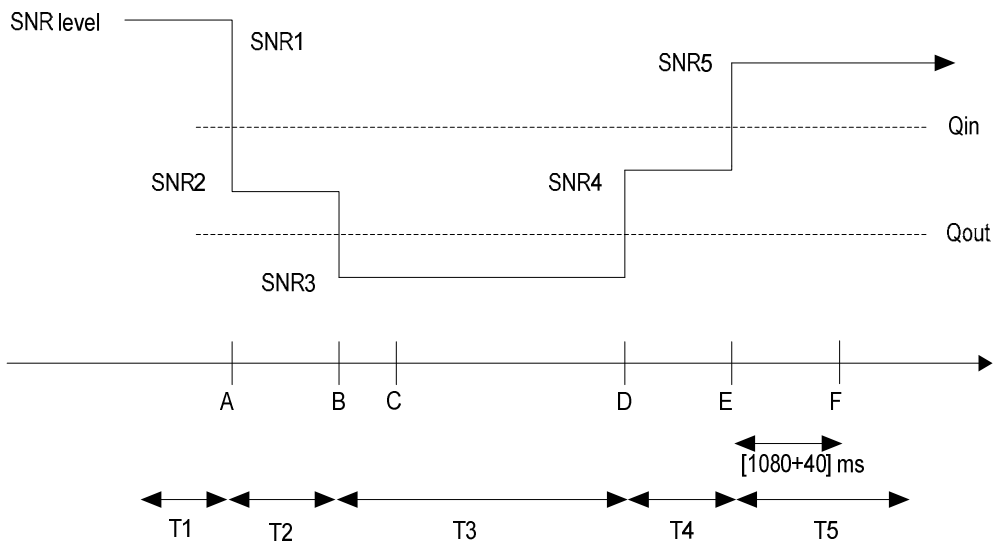 SNR level
SNR1
SNR5
Qin
SNR2
SNR4
Qout
SNR3
A B C D E F
[1080+40] ms
T1 T2 T3 T4 T5